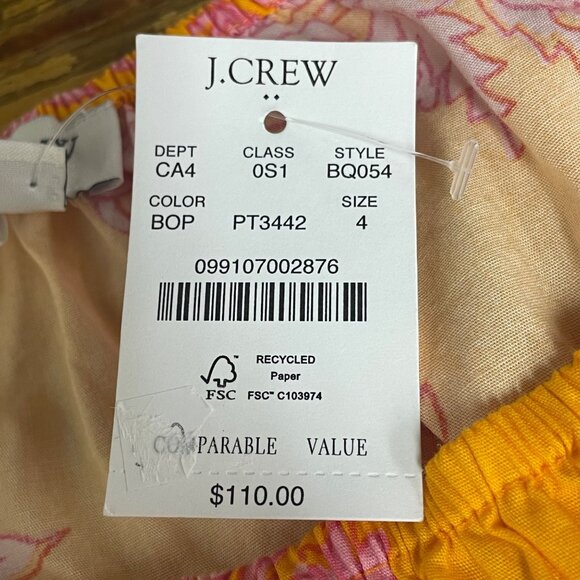 J.CREW
DEPT CLASS STYLE
CA4 0S1 BQ054
COLOR SIZE
BOP PT3442 4
099107002876
RECYCLED
Paper
FSC™ C103974
FSC
COMPARABLE VALUE
$110.00